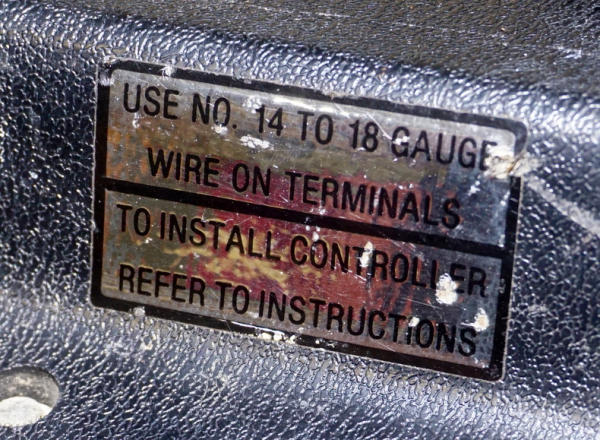 USE NO. 14 TO 18 GAUGE
WIRE ON TERMINALS
TO INSTALL CONTROLLER
REFER TO INSTRUCTIONS